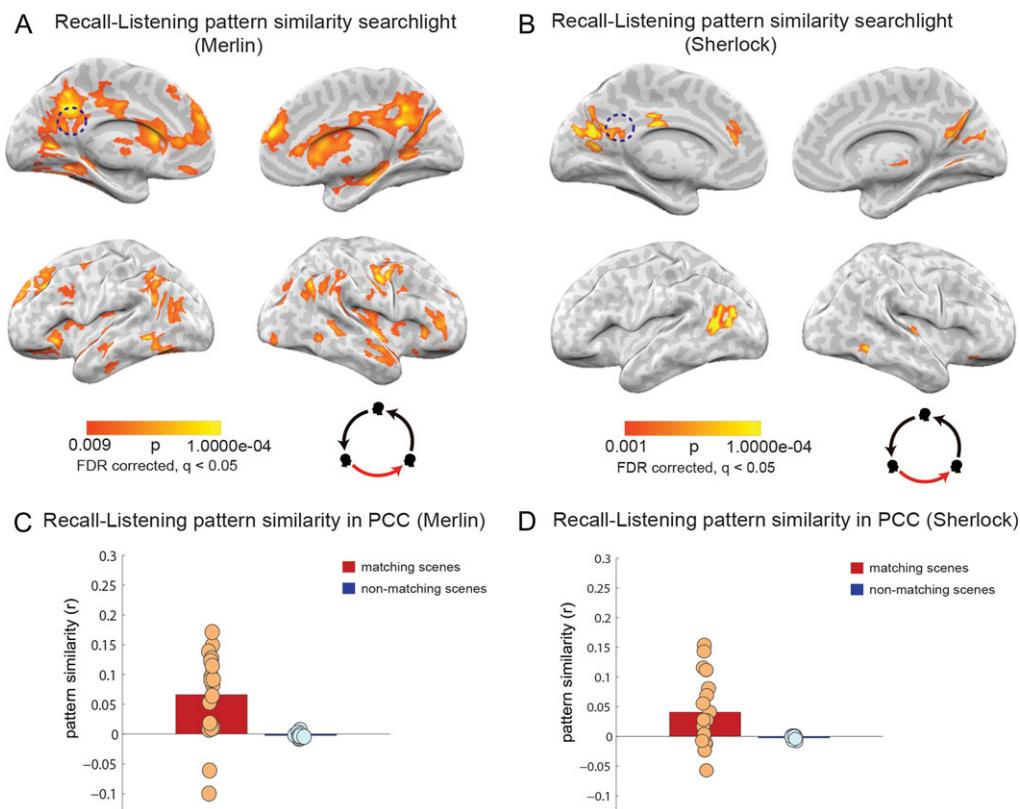 A Recall-Listening pattern similarity searchlight
(Merlin)
B Recall-Listening pattern similarity searchlight
(Sherlock)
0.009 p 1.0000e-04
FDR corrected, q < 0.05
0.001 p 1.0000e-04
FDR corrected, q < 0.05
C Recall-Listening pattern similarity in PCC (Merlin)
pattern similarity (r)
0.3
0.25
0.2
0.15
0.1
0.05
0
−0.05
−0.1
matching scenes
non-matching scenes
D Recall-Listening pattern similarity in PCC (Sherlock)
pattern similarity (r)
0.3
0.25
0.2
0.15
0.1
0.05
0
−0.05
−0.1
matching scenes
non-matching scenes